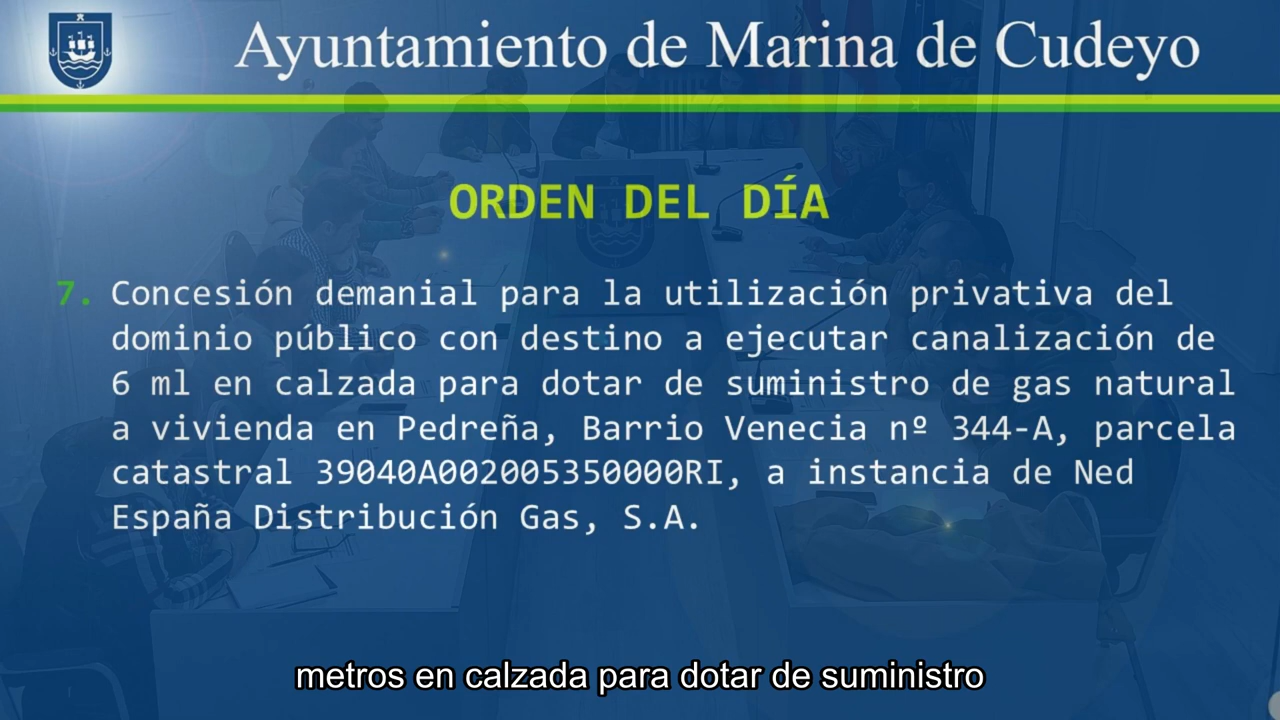 Ayuntamiento de Marina de Cudeyo
ORDEN DEL DÍA
7. Concesión demanial para la utilización privativa del
dominio público con destino a ejecutar canalización de
6 ml en calzada para dotar de suministro de gas natural
a vivienda en Pedreña, Barrio Venecia nº 344-A, parcela
catastral 39040A002005350000RI, a instancia de Ned
España Distribución Gas, S.A.
metros en calzada para dotar de suministro